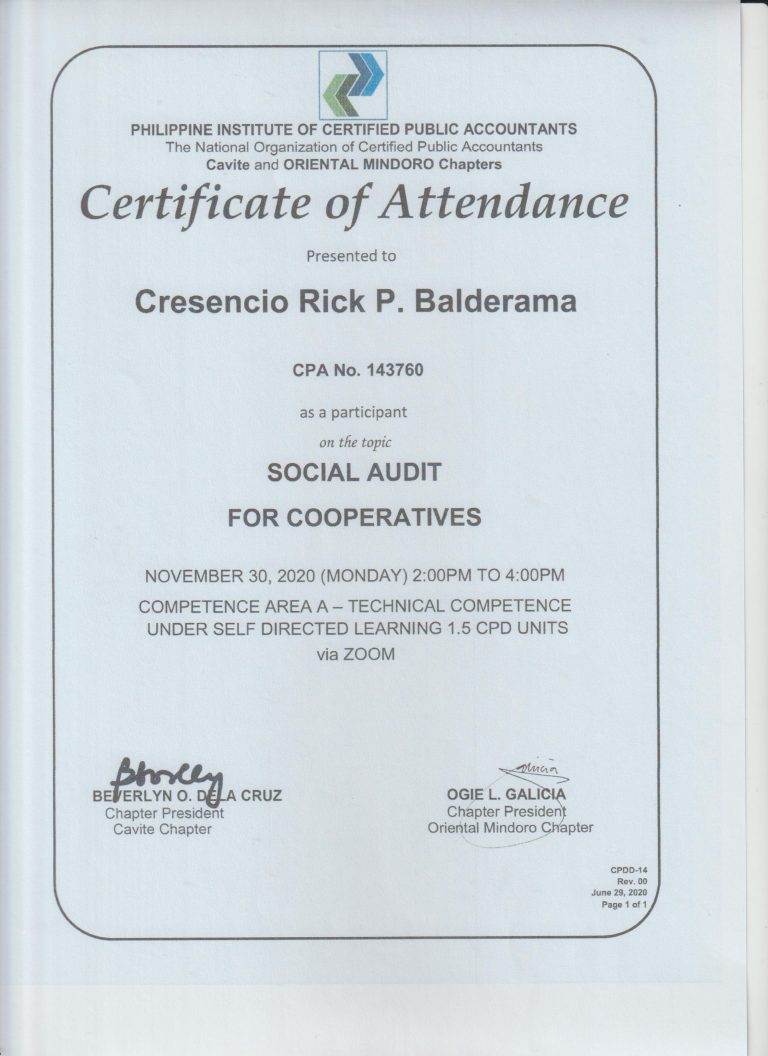 PHILIPPINE INSTITUTE OF CERTIFIED PUBLIC ACCOUNTANTS
The National Organization of Certified Public Accountants
Cavite and ORIENTAL MINDORO Chapters
Certificate of Attendance
Presented to
Cresencio Rick P. Balderama
CPA No. 143760
as a participant
on the topic
SOCIAL AUDIT
FOR COOPERATIVES
NOVEMBER 30, 2020 (MONDAY) 2:00PM TO 4:00PM
COMPETENCE AREA A – TECHNICAL COMPETENCE
UNDER SELF DIRECTED LEARNING 1.5 CPD UNITS
via ZOOM
BEVERLYN O. DELA CRUZ
Chapter President
Cavite Chapter
OGIE L. GALICIA
Chapter President
Oriental Mindoro Chapter
CPDD-14
Rev. 00
June 29, 2020
Page 1 of 1